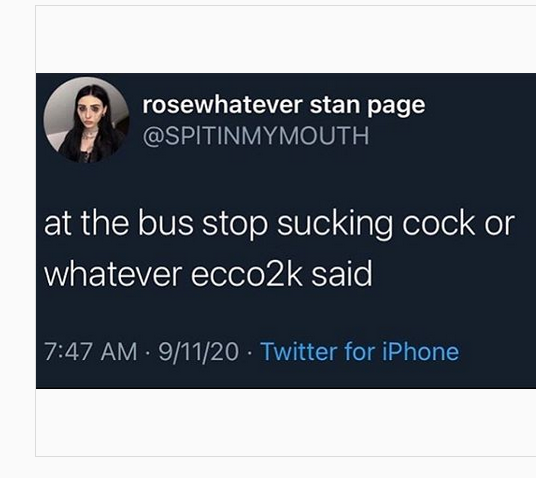 rosewhatever stan page
@SPITINMYMOUTH
at the bus stop sucking cock or
whatever ecco2k said
7:47 AM · 9/11/20 · Twitter for iPhone